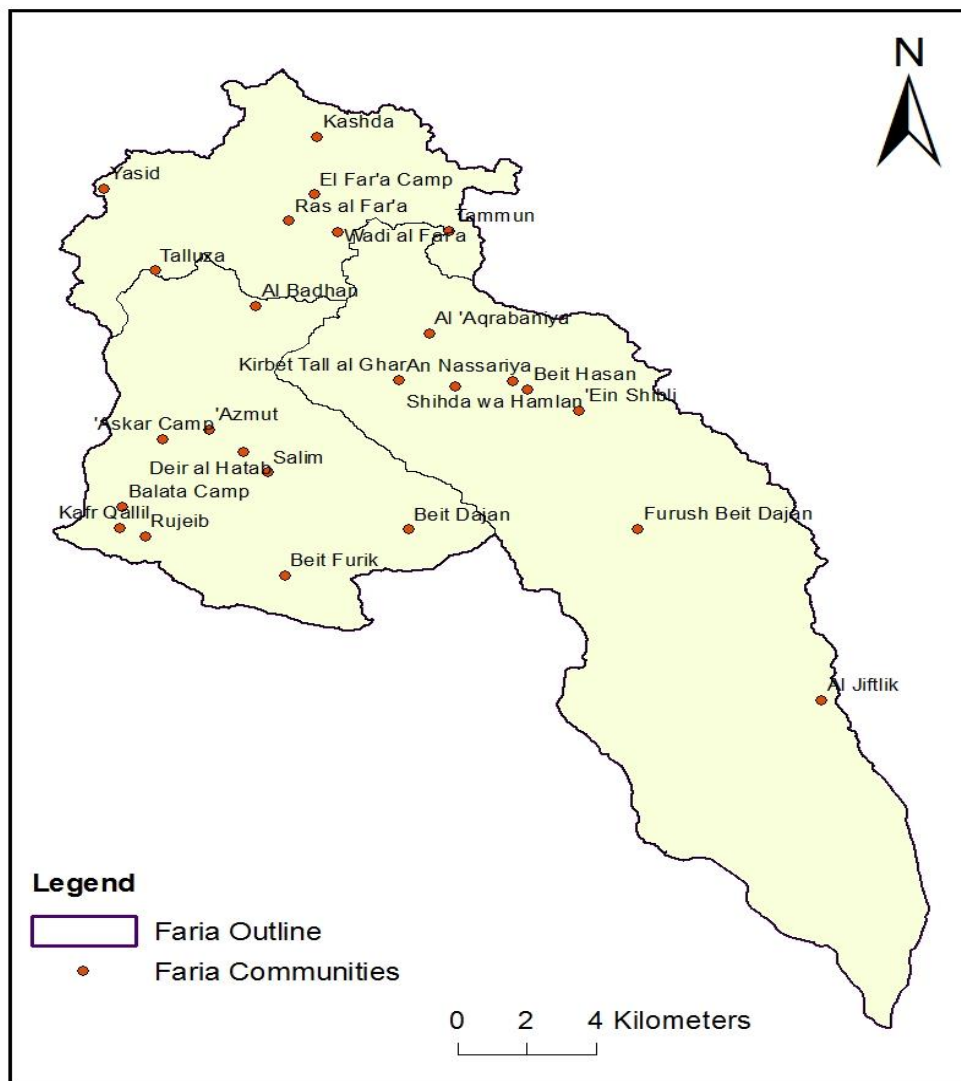 N
Kashda
Yasid
El Far'a Camp
Ras al Far'a
Tammun
Wadi al Far'a
Talluza
Al Badhan
Al 'Aqrabaniya
Kirbet Tall al Ghar
An Nassariya
Beit Hasan
Shihda wa Hamlan
'Ein Shibli
'Azmut
'Askar Camp
Deir al Hatab
Salim
Balata Camp
Kafr Qallil
Rujeib
Beit Dajan
Furush Beit Dajan
Beit Furik
Al Jiftlik
Legend
Faria Outline
Faria Communities
0 2 4 Kilometers